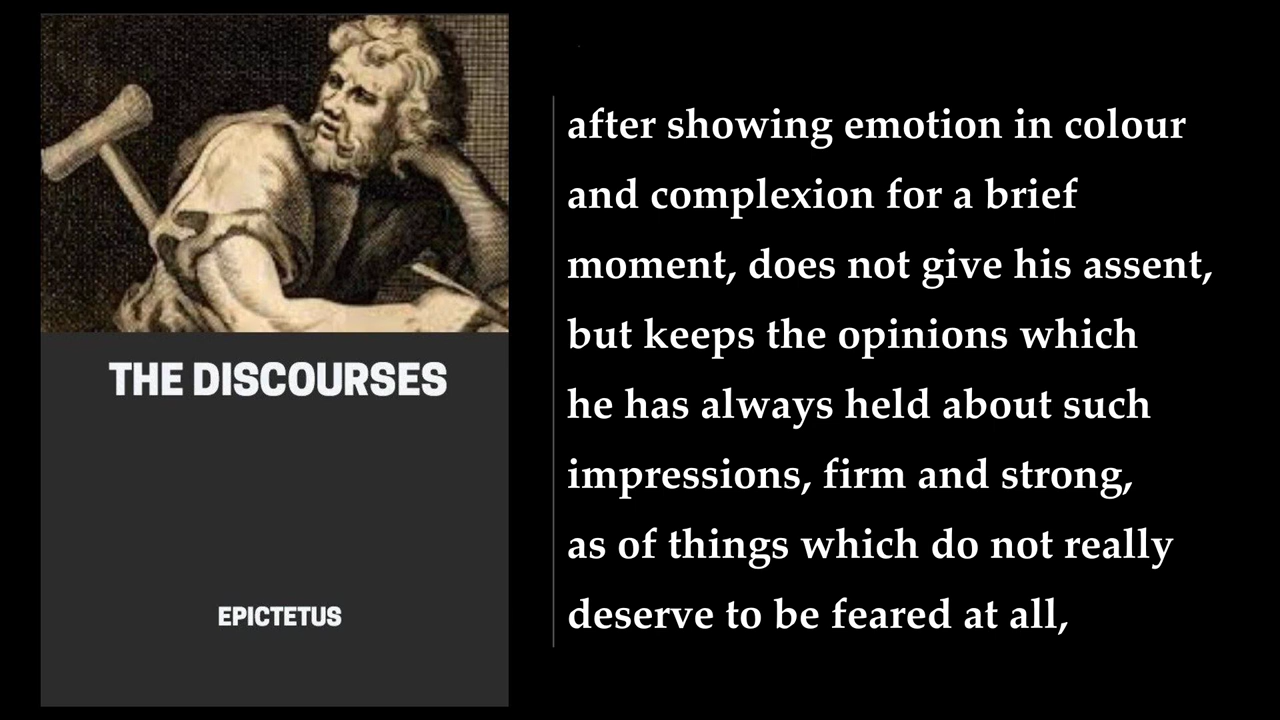 THE DISCOURSES
EPICTETUS
after showing emotion in colour
and complexion for a brief
moment, does not give his assent,
but keeps the opinions which
he has always held about such
impressions, firm and strong,
as of things which do not really
deserve to be feared at all,